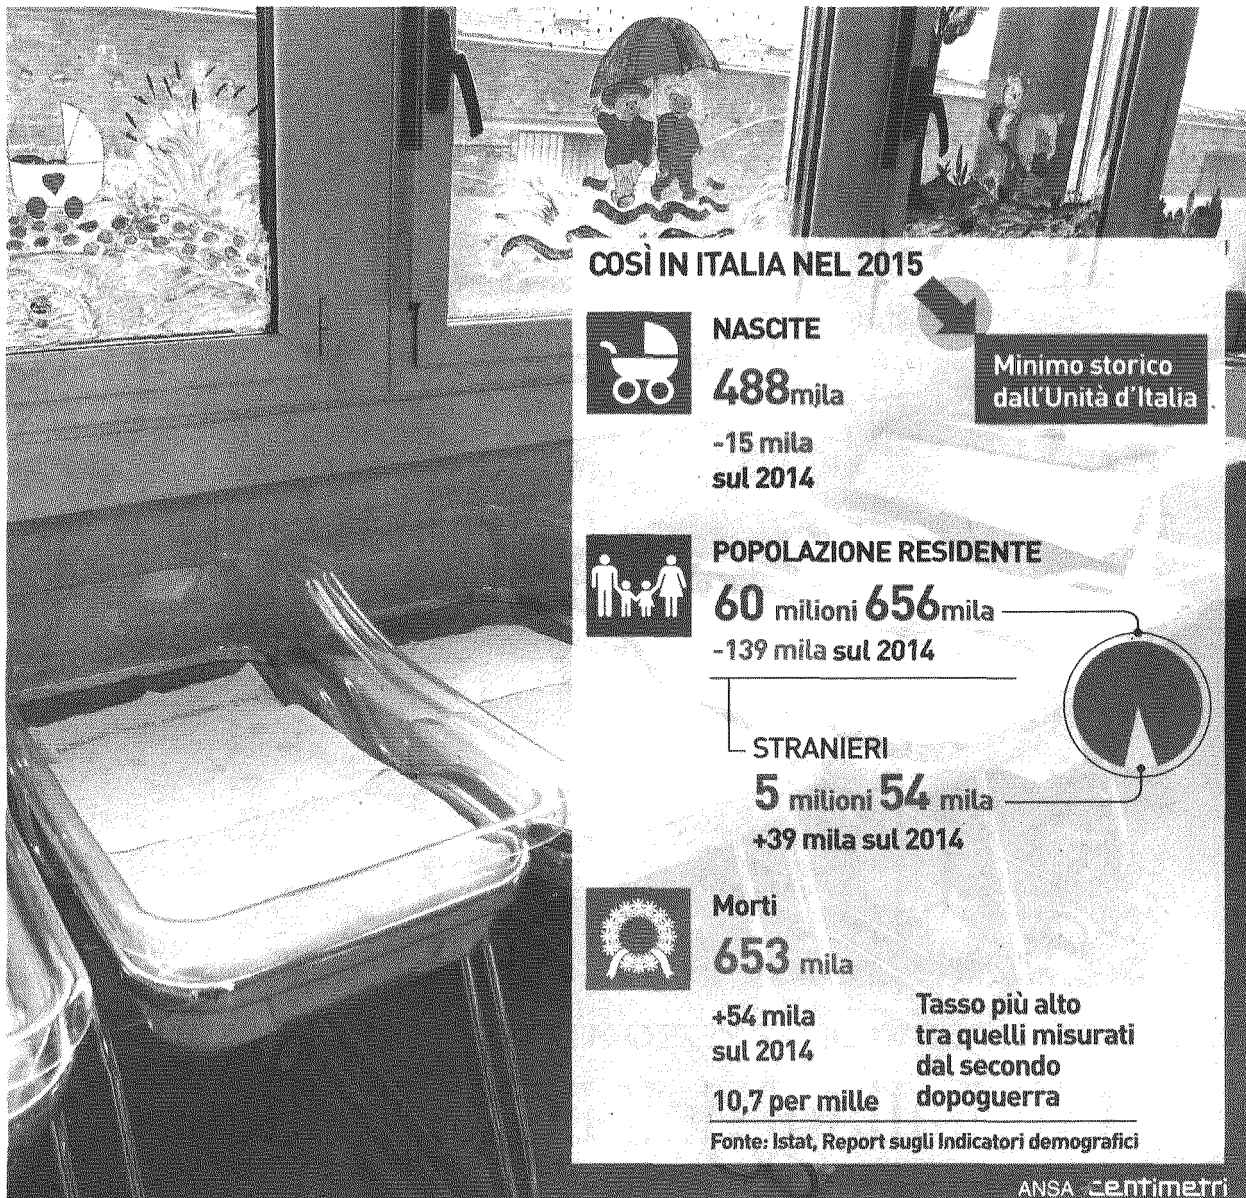 COSÌ IN ITALIA NEL 2015
NASCITE
488mila
-15 mila
sul 2014
Minimo storico
dall'Unità d'Italia
POPOLAZIONE RESIDENTE
60 milioni 656mila
-139 mila sul 2014
STRANIERI
5 milioni 54 mila
+39 mila sul 2014
Morti
653 mila
+54 mila
sul 2014
10,7 per mille
Tasso più alto
tra quelli misurati
dal secondo
dopoguerra
Fonte: Istat, Report sugli Indicatori demografici
ANSA centimetri